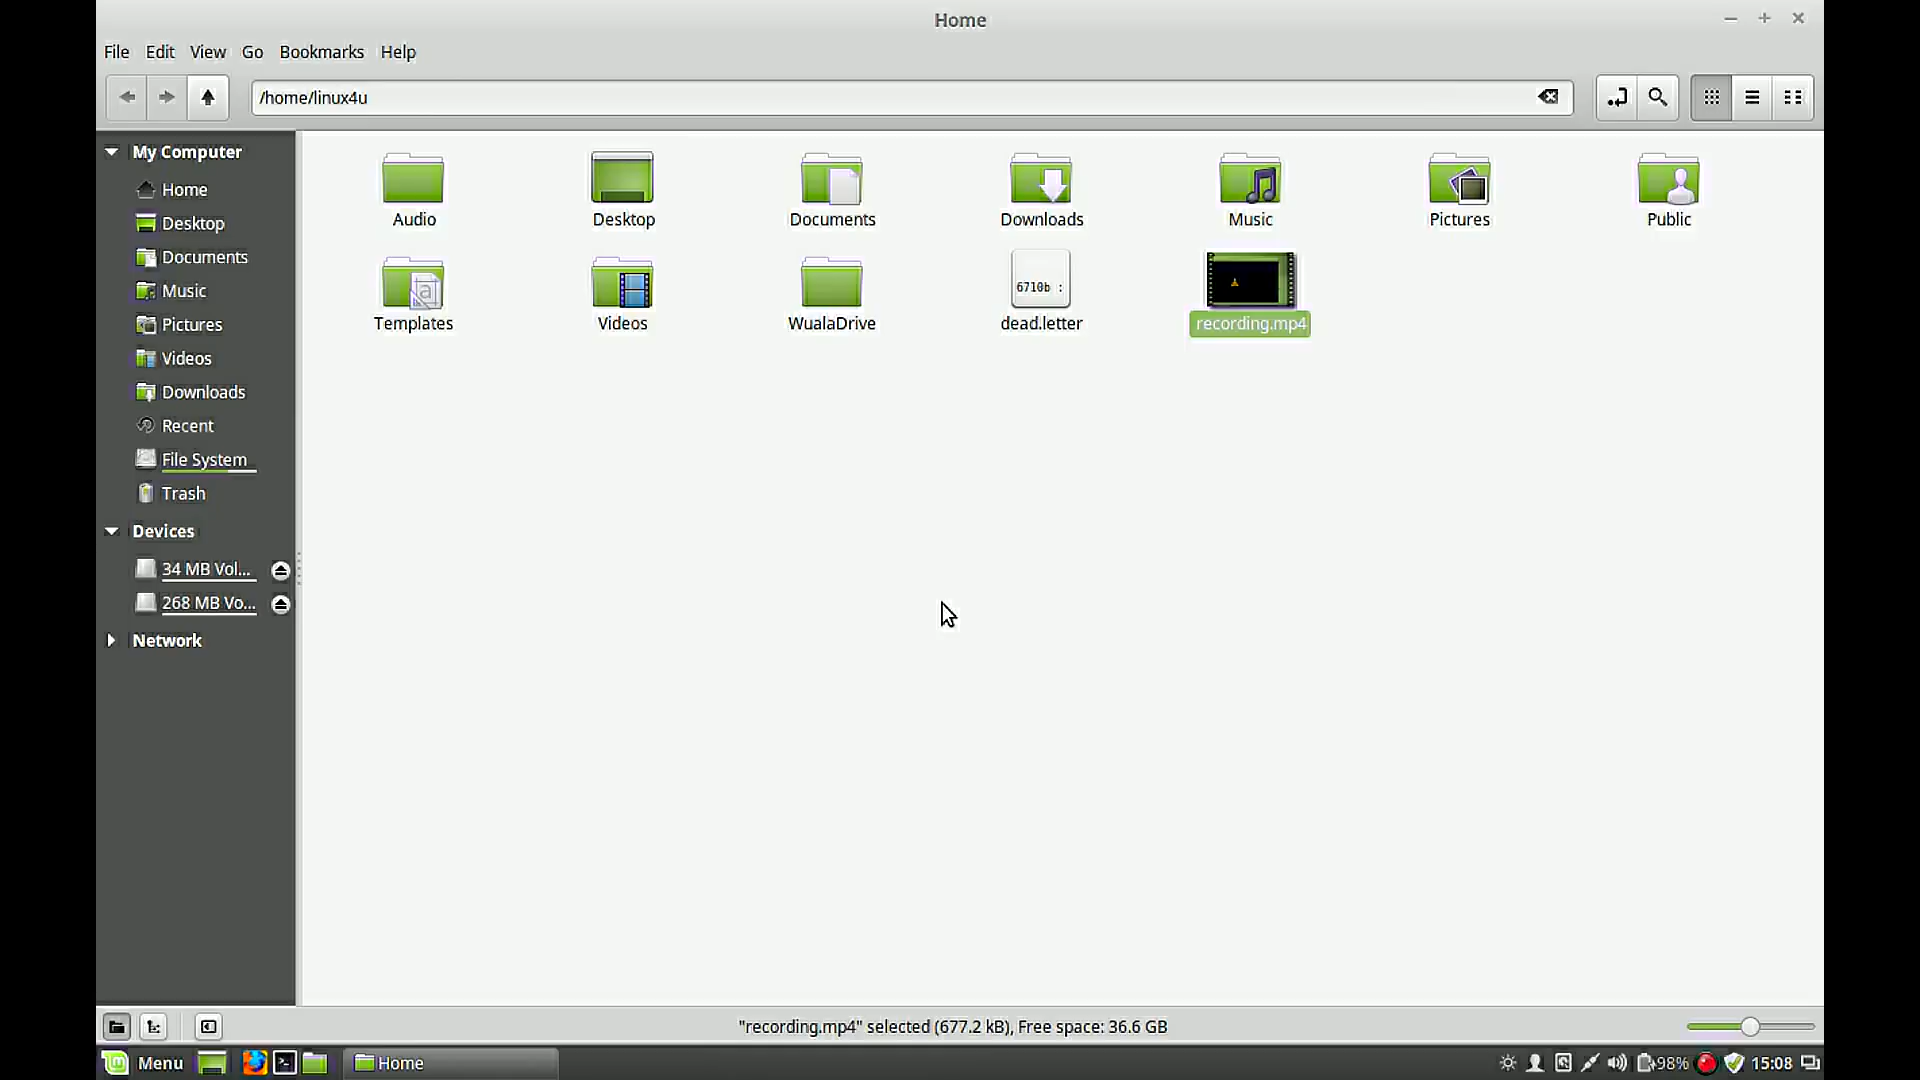 Home
File Edit View Go Bookmarks Help
/home/linux4u
My Computer
Home
Desktop
Documents
Music
Pictures
Videos
Downloads
Recent
File System
Trash
Devices
34 MB Vol...
268 MB Vo...
Network
Audio Desktop Documents Downloads Music Pictures Public
6710b :
Templates Videos WualaDrive dead.letter recording.mp4
"recording.mp4" selected (677.2 kB), Free space: 36.6 GB
Menu Home 98% 15:08